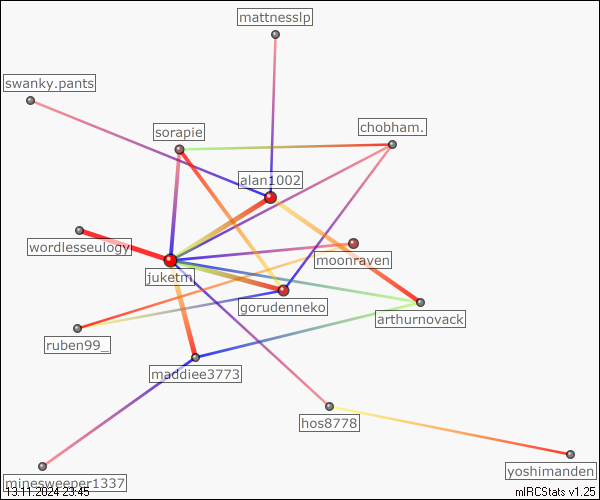 mattnesslp
swanky.pants
chobham.
sorapie
alan1002
wordlesseulogy
moonraven
juketm
gorudenneko
arthurnovack
ruben99_
maddiee3773
hos8778
yoshimanden
minesweeper1337
13.11.2024 23:45
mIRCStats v1.25